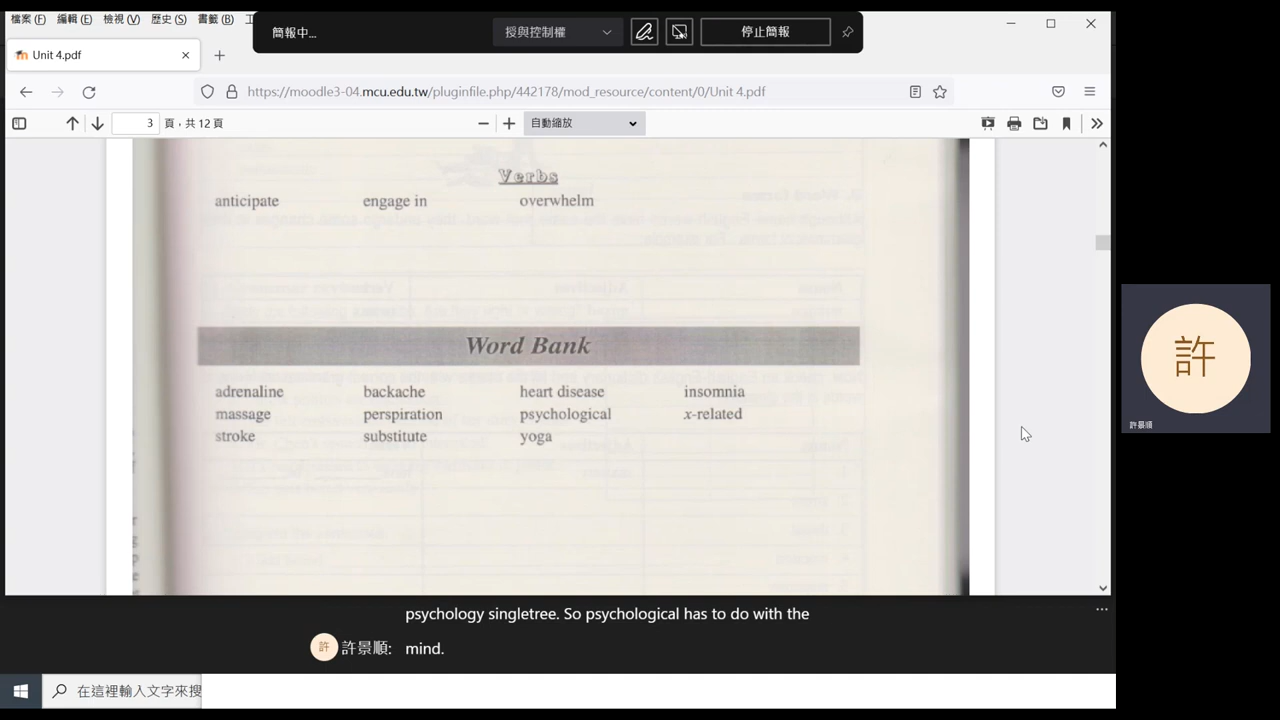 檔案 (F) 編輯 (E) 檢視 (V) 歷史 (S) 書籤 (B)
簡報中...
授與控制權
停止簡報
Unit 4.pdf
https://moodle3-04.mcu.edu.tw/pluginfile.php/442178/mod_resource/content/0/Unit 4.pdf
3 頁，共 12 頁
自動縮放
Verbs
anticipate engage in overwhelm
Word Bank
adrenaline backache heart disease insomnia
massage perspiration psychological x-related
stroke substitute yoga
許
許景順
psychology singletree. So psychological has to do with the
許 許景順: mind.
在這裡輸入文字來搜